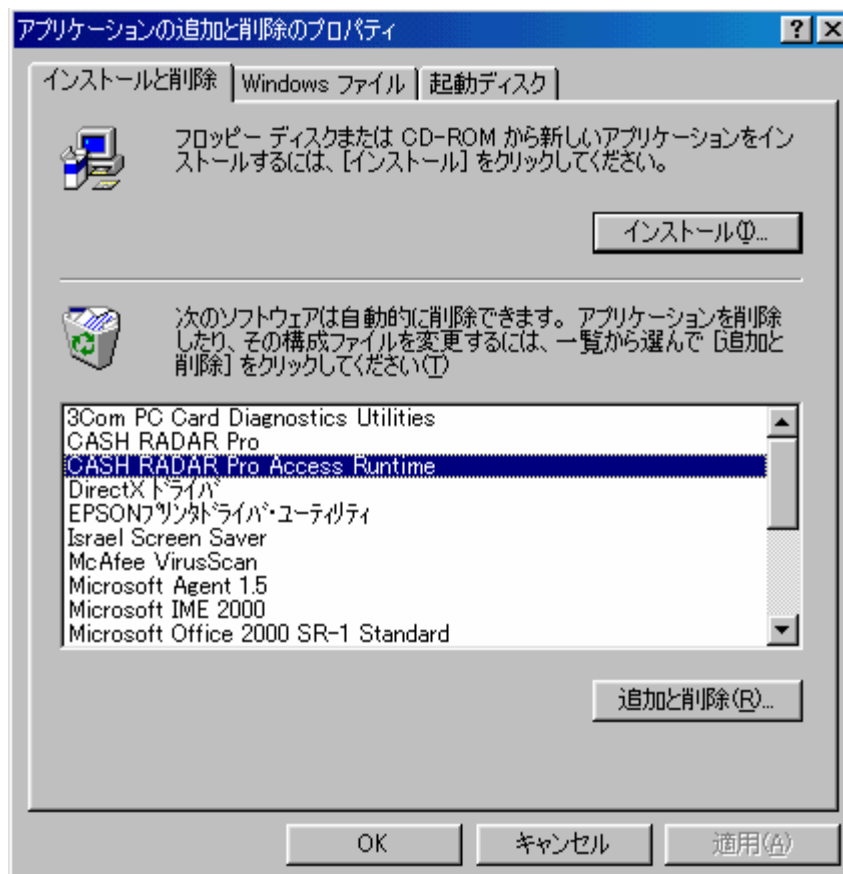 アプリケーションの追加と削除のプロパティ
インストールと削除
Windows ファイル
起動ディスク
フロッピー ディスクまたは CD-ROM から新しいアプリケーションをイン
ストールするには、[インストール] をクリックしてください。
インストール(I)...
次のソフトウェアは自動的に削除できます。アプリケーションを削除
したり、その構成ファイルを変更するには、一覧から選んで [追加と
削除] をクリックしてください(T)
3Com PC Card Diagnostics Utilities
CASH RADAR Pro
CASH RADAR Pro Access Runtime
DirectX ドライバ
EPSONプリンタドライバ・ユーティリティ
Israel Screen Saver
McAfee VirusScan
Microsoft Agent 1.5
Microsoft IME 2000
Microsoft Office 2000 SR-1 Standard
追加と削除(R)...
OK
キャンセル
適用(A)